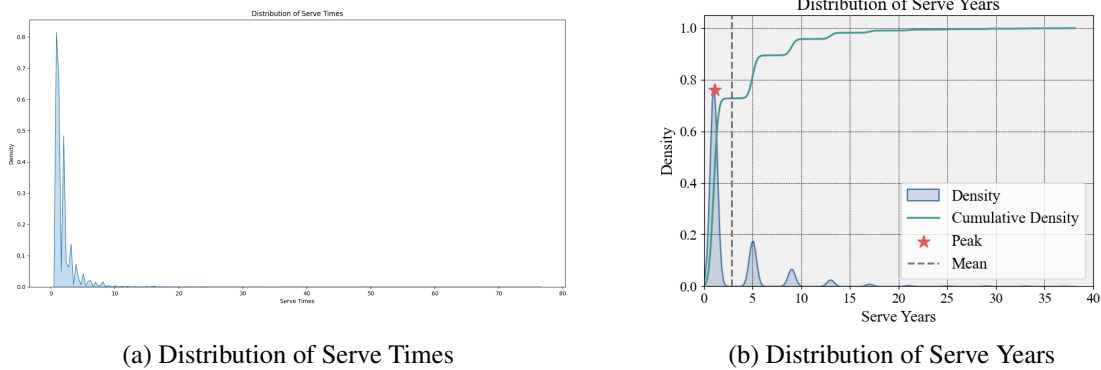 Distribution of Serve Times
0.8
0.7
0.6
0.5
0.4
0.3
0.2
0.1
0.0
Density
0 10 20 30 40 50 60 70 80
Serve Times
(a) Distribution of Serve Times
Distribution of Serve Years
1.0
0.8
0.6
0.4
0.2
0.0
Density
Density
Cumulative Density
Peak
Mean
0 5 10 15 20 25 30 35 40
Serve Years
(b) Distribution of Serve Years